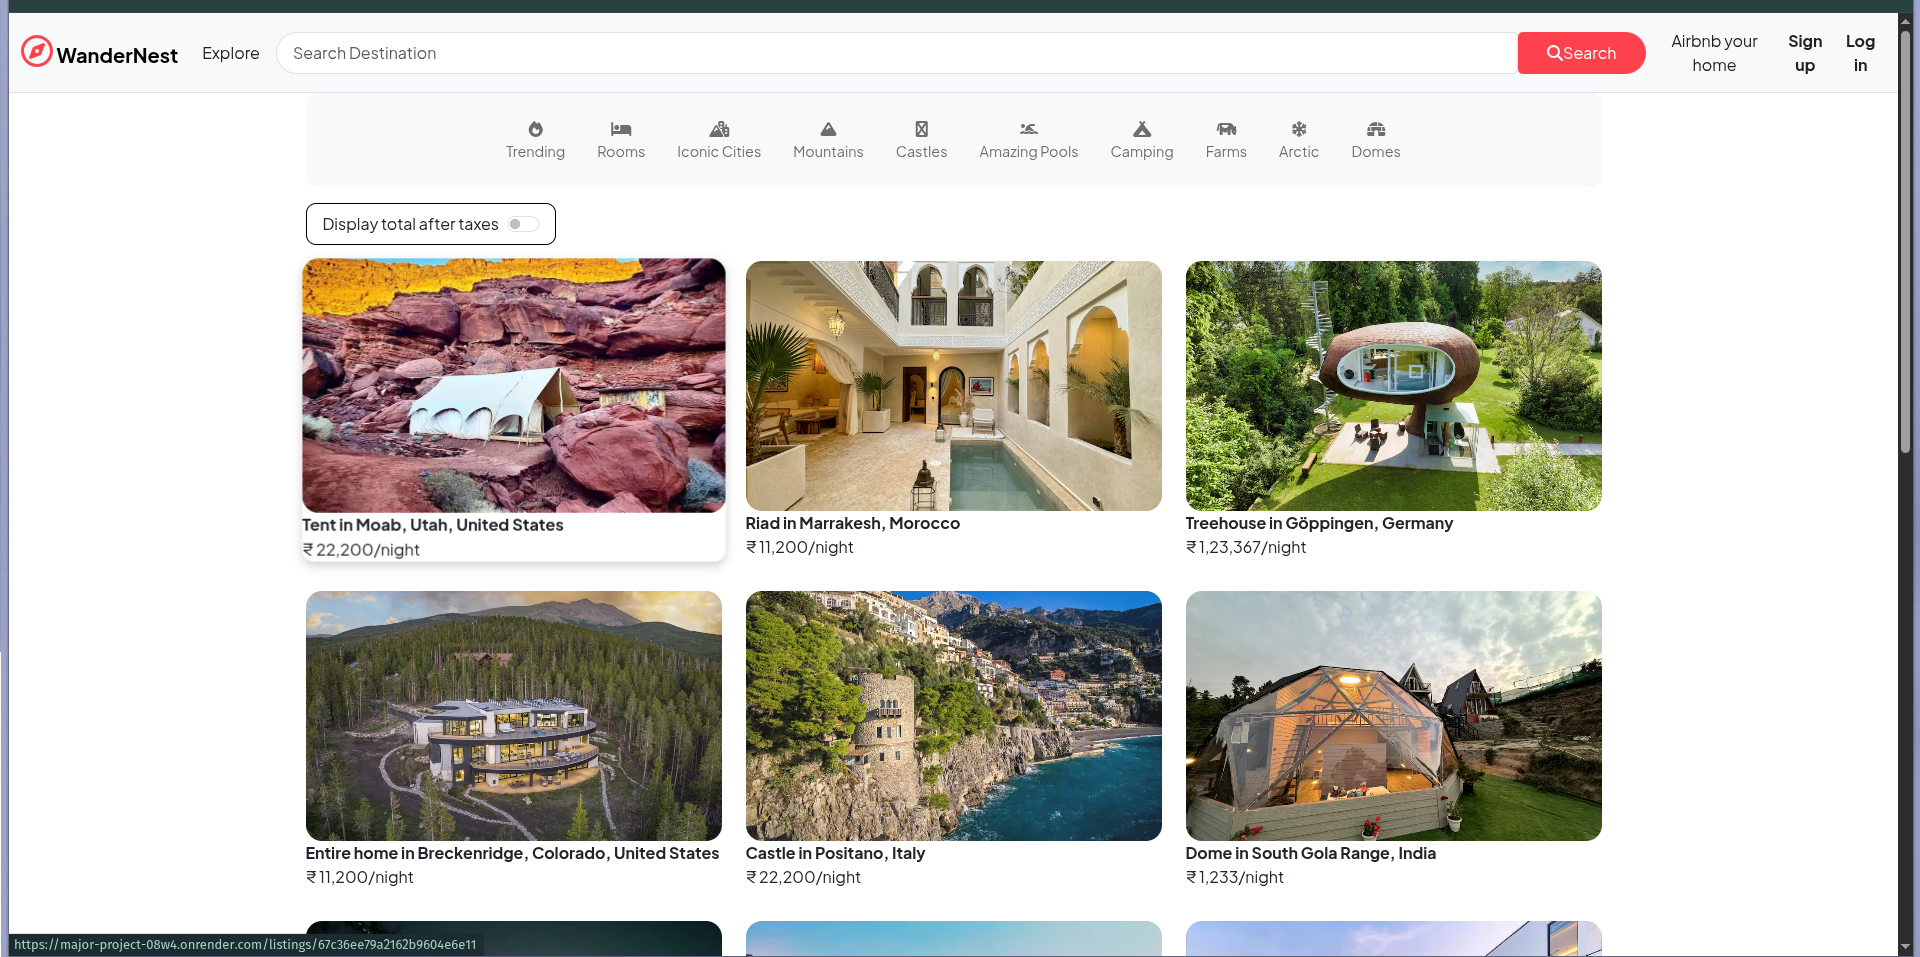 WanderNest
Explore
Search Destination
Search
Airbnb your
home
Sign
up
Log
in
Trending
Rooms
Iconic Cities
Mountains
Castles
Amazing Pools
Camping
Farms
Arctic
Domes
Display total after taxes
Tent in Moab, Utah, United States
₹ 22,200/night
Riad in Marrakesh, Morocco
₹ 11,200/night
Treehouse in Göppingen, Germany
₹ 1,23,367/night
Entire home in Breckenridge, Colorado, United States
₹ 11,200/night
Castle in Positano, Italy
₹ 22,200/night
Dome in South Gola Range, India
₹ 1,233/night
https://major-project-08w4.onrender.com/listings/67c36ee79a2162b9604e6e11